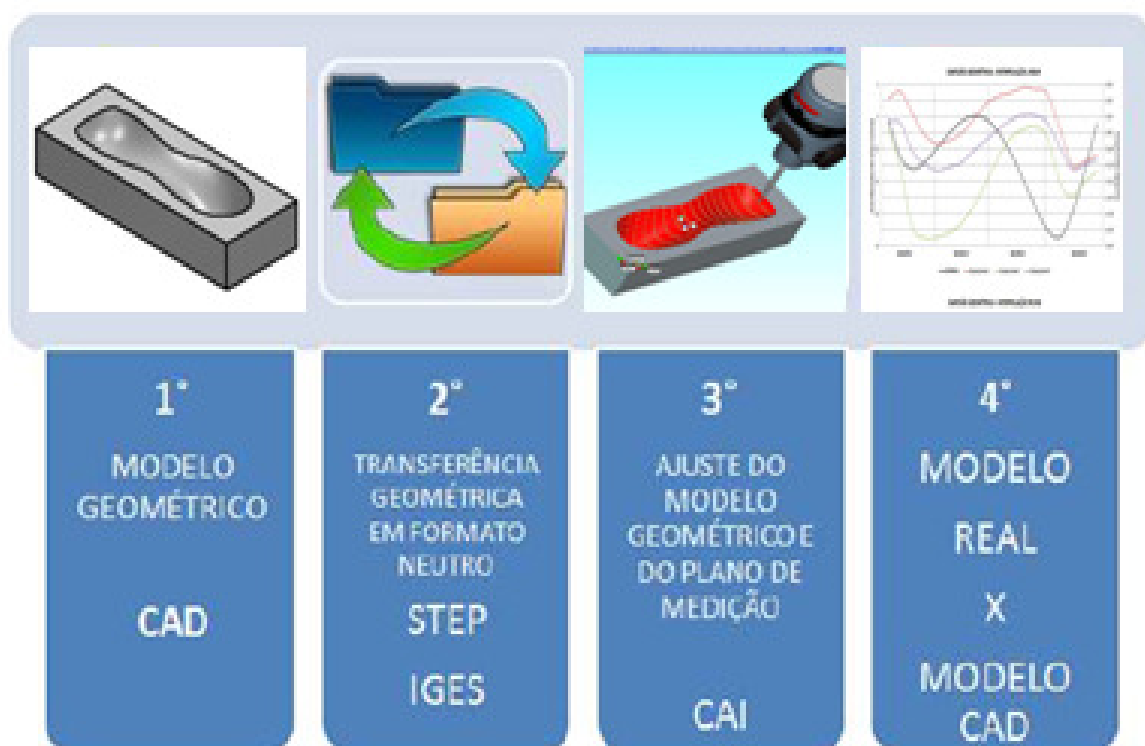 1°
MODELO
GEOMÉTRICO
CAD
2°
TRANSFERÊNCIA
GEOMÉTRICA
EM FORMATO
NEUTRO
STEP
IGES
3°
AJUSTE DO
MODELO
GEOMÉTRICO E
DO PLANO DE
MEDIÇÃO
CAI
4°
MODELO
REAL
X
MODELO
CAD